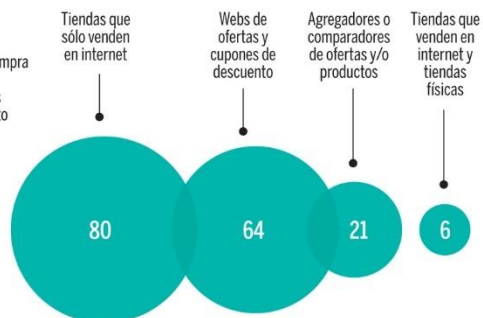 Tiendas que
sólo venden
en internet
Webs de
ofertas y
cupones de
descuento
Agregadores o
comparadores
de ofertas y/o
productos
Tiendas que
venden en
internet y
tiendas
físicas
80
64
21
6